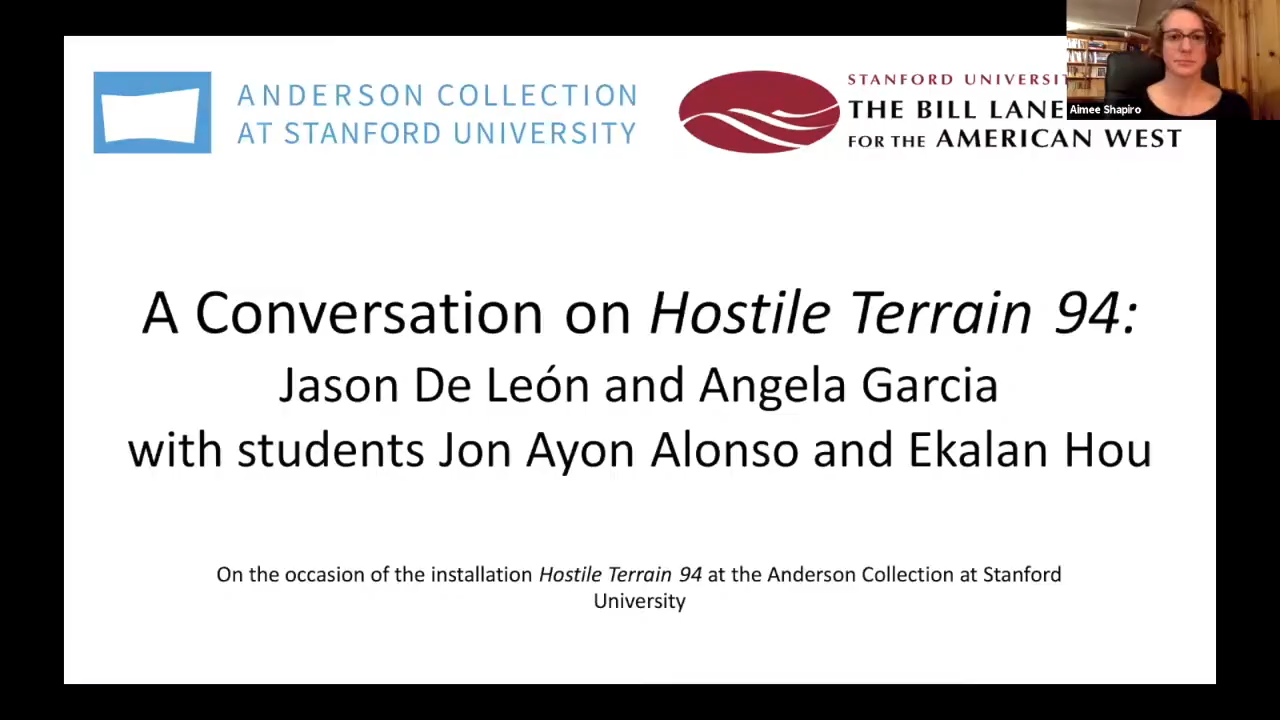 ANDERSON COLLECTION
AT STANFORD UNIVERSITY
STANFORD UNIVERSITY
THE BILL LANE
FOR THE AMERICAN WEST
Aimee Shapiro
A Conversation on Hostile Terrain 94:
Jason De León and Angela Garcia
with students Jon Ayon Alonso and Ekalan Hou
On the occasion of the installation Hostile Terrain 94 at the Anderson Collection at Stanford
University